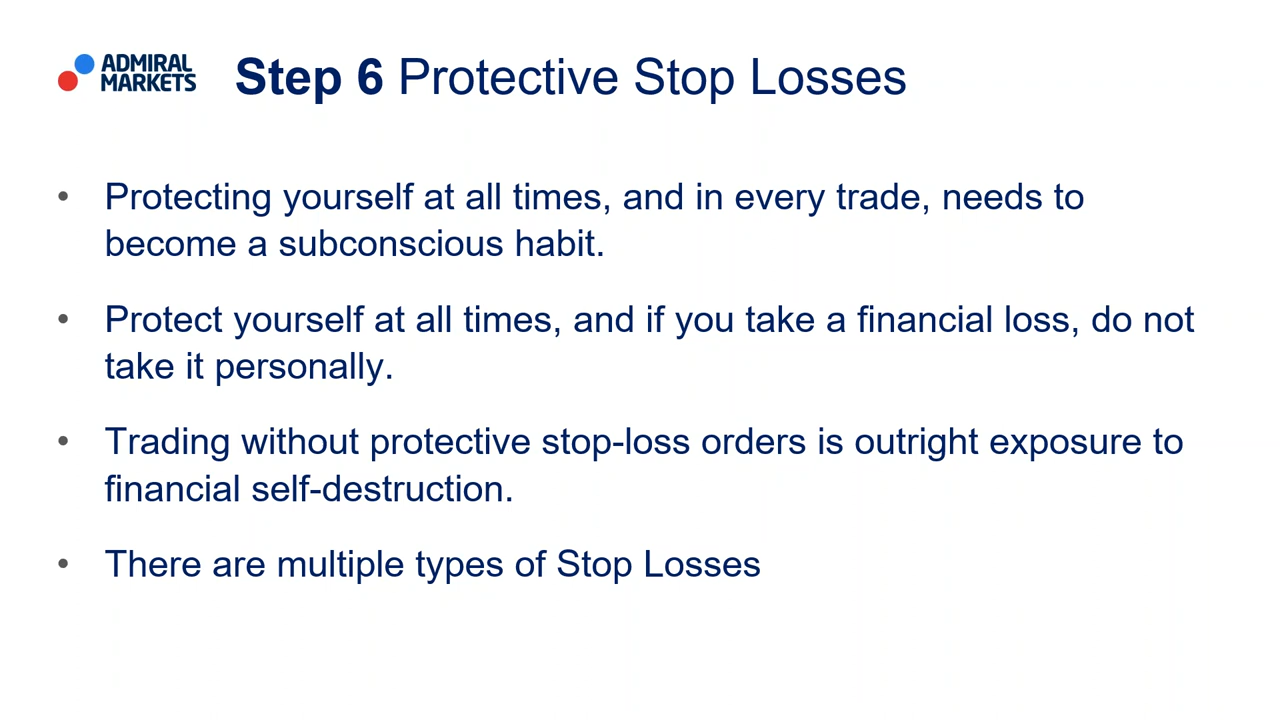 ADMIRAL
MARKETS
Step 6 Protective Stop Losses
• Protecting yourself at all times, and in every trade, needs to
become a subconscious habit.
• Protect yourself at all times, and if you take a financial loss, do not
take it personally.
• Trading without protective stop-loss orders is outright exposure to
financial self-destruction.
• There are multiple types of Stop Losses